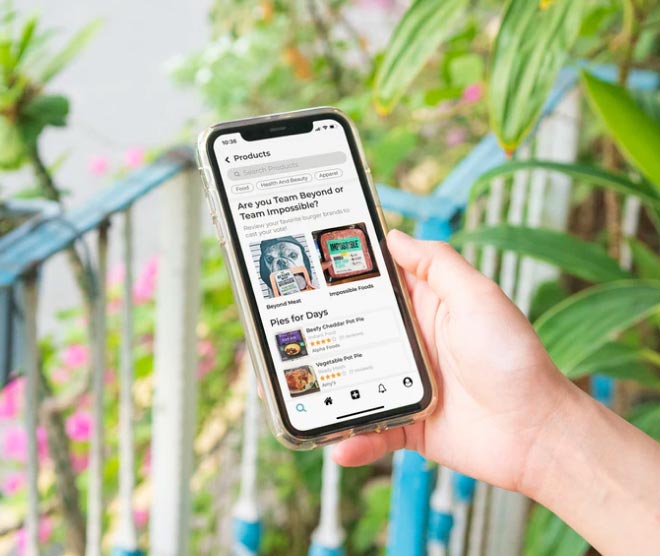 10:36
Products
Search Products
Food
Health And Beauty
Apparel
Are you Team Beyond or
Team Impossible?
Review your favorite burger brands to
cast your vote!
IMPOSSIBLE
Beyond Meat
Impossible Foods
Pies for Days
Beefy Cheddar Pot Pie
Alpha Foods
Vegetable Pot Pie
Ready Meals
Amy's